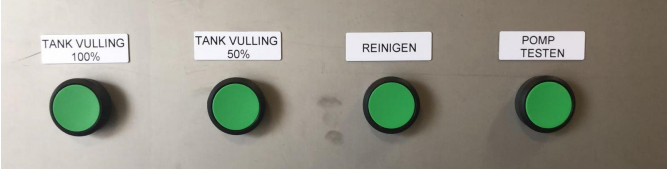 TANK VULLING
100%
TANK VULLING
50%
REINIGEN
POMP
TESTEN